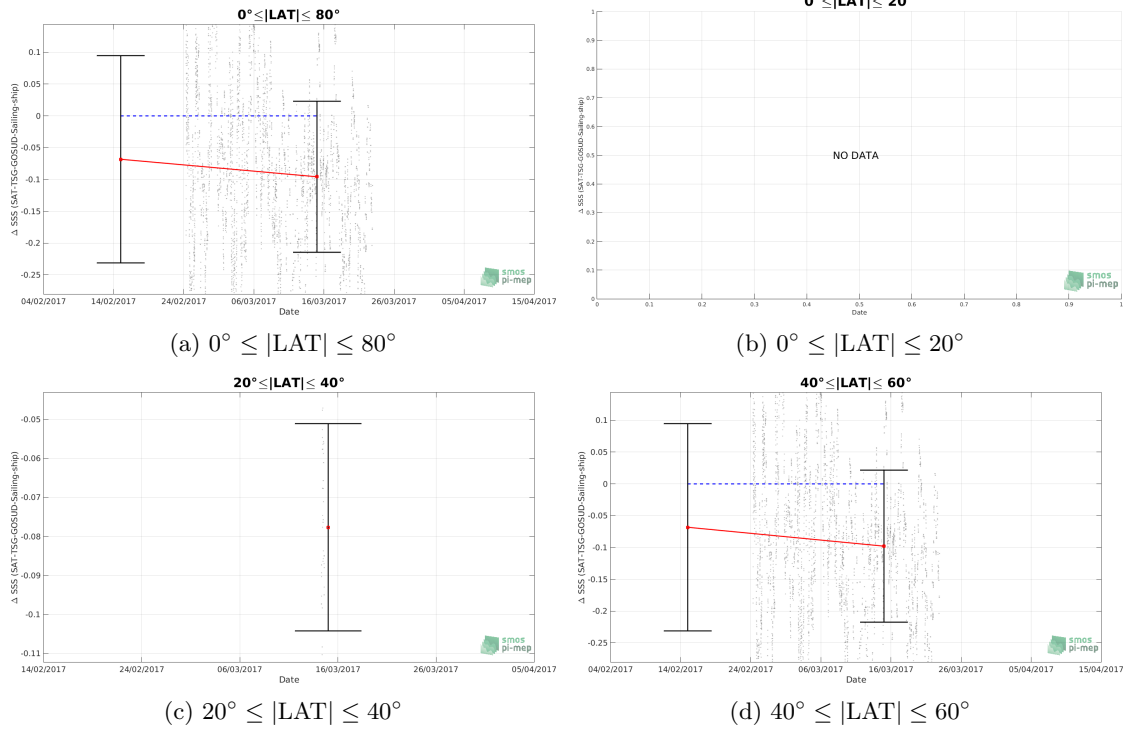 0°≤|LAT|≤ 80°
Δ SSS (SAT-TSG-GOSUD-Sailing-ship)
0.1
0.05
0
-0.05
-0.1
-0.15
-0.2
-0.25
04/02/2017 14/02/2017 24/02/2017 06/03/2017 16/03/2017 26/03/2017 05/04/2017 15/04/2017
Date
smos
pi-mep
(a) 0° ≤ |LAT| ≤ 80°
0°≤|LAT|≤ 20°
Δ SSS (SAT-TSG-GOSUD-Sailing-ship)
1
0.9
0.8
0.7
0.6
0.5
0.4
0.3
0.2
0.1
0
NO DATA
0 0.1 0.2 0.3 0.4 0.5 0.6 0.7 0.8 0.9 1
Date
smos
pi-mep
(b) 0° ≤ |LAT| ≤ 20°
20°≤|LAT|≤ 40°
Δ SSS (SAT-TSG-GOSUD-Sailing-ship)
-0.05
-0.06
-0.07
-0.08
-0.09
-0.1
-0.11
14/02/2017 24/02/2017 06/03/2017 16/03/2017 26/03/2017 05/04/2017
Date
smos
pi-mep
(c) 20° ≤ |LAT| ≤ 40°
40°≤|LAT|≤ 60°
Δ SSS (SAT-TSG-GOSUD-Sailing-ship)
0.1
0.05
0
-0.05
-0.1
-0.15
-0.2
-0.25
04/02/2017 14/02/2017 24/02/2017 06/03/2017 16/03/2017 26/03/2017 05/04/2017 15/04/2017
Date
smos
pi-mep
(d) 40° ≤ |LAT| ≤ 60°